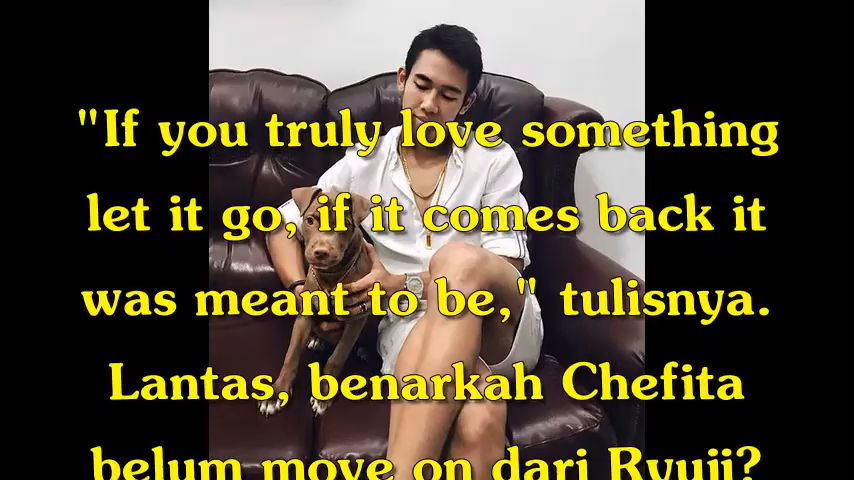 "If you truly love something
let it go, if it comes back it
was meant to be," tulisnya.
Lantas, benarkah Chefita
belum move on dari Ryuji?